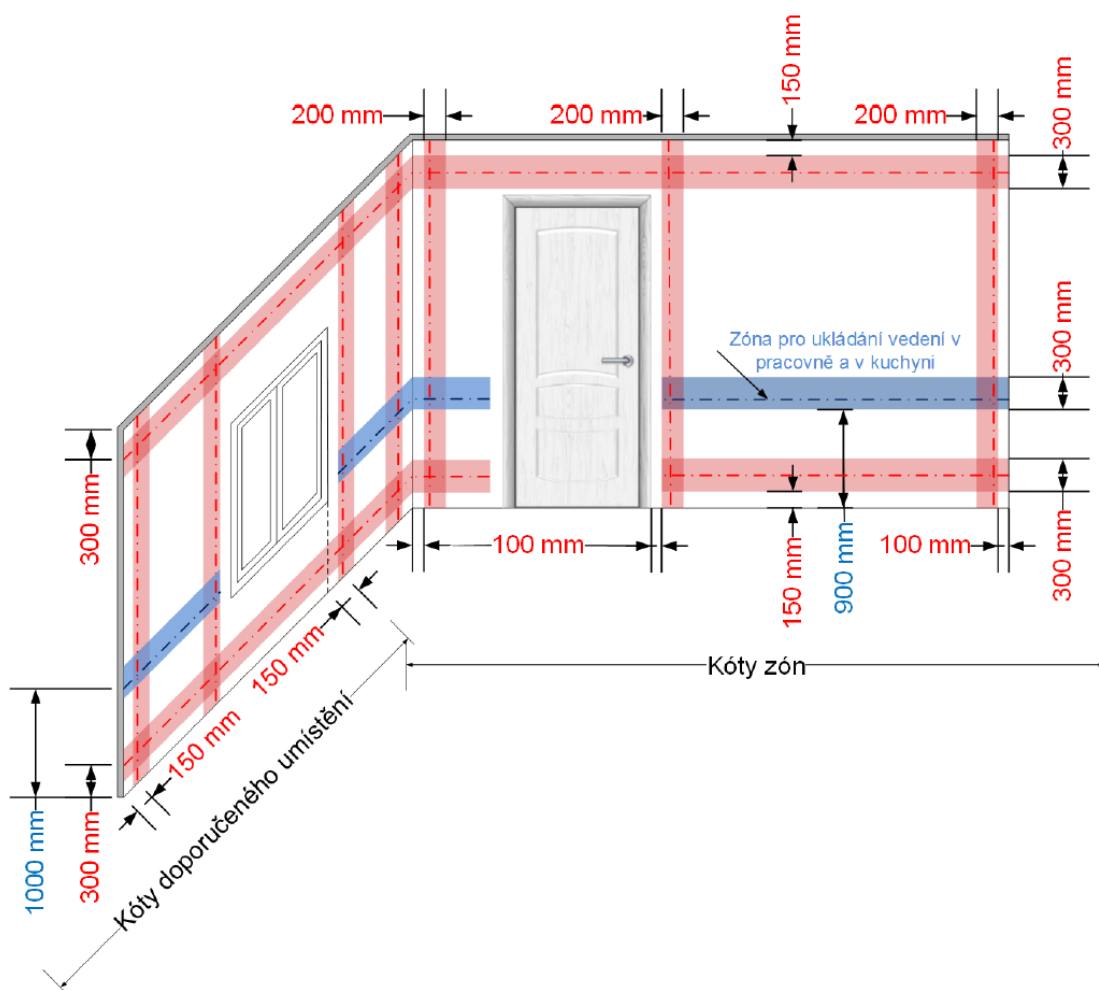 150 mm
300 mm
200 mm
200 mm
200 mm
Zóna pro ukládání vedení v
pracovně a v kuchyni
300 mm
300 mm
100 mm
100 mm
150 mm
900 mm
300 mm
150 mm
150 mm
Kóty zón
Kóty doporučeného umístění
1000 mm
300 mm